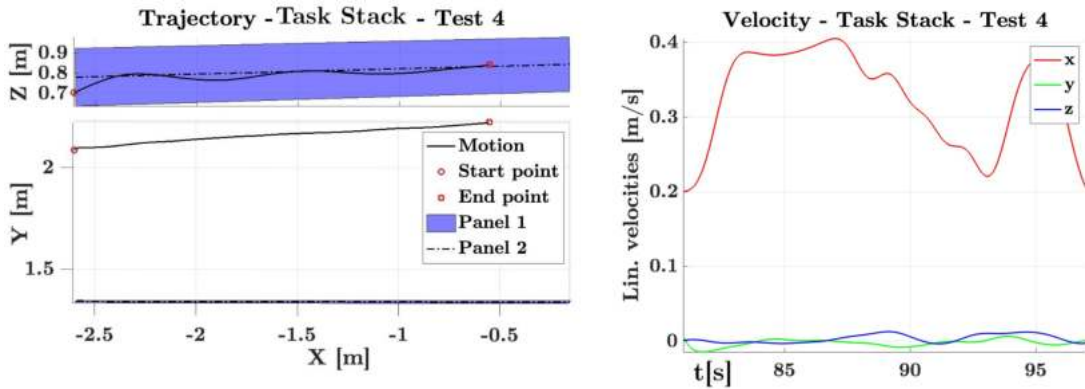 Trajectory - Task Stack - Test 4
Z [m]
0.9
0.8
0.7
Y [m]
2
1.5
Motion
Start point
End point
Panel 1
Panel 2
-2.5 -2 -1.5 -1 -0.5
X [m]
Velocity - Task Stack - Test 4
Lin. velocities [m/s]
0.4
0.3
0.2
0.1
0
x
y
z
t[s] 85 90 95